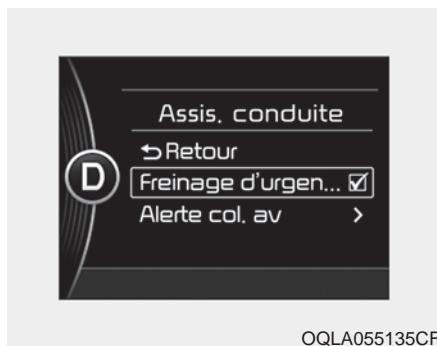 Assis. conduite
Retour
D
Freinage d'urgen...
Alerte col. av >
OQLA055135CF